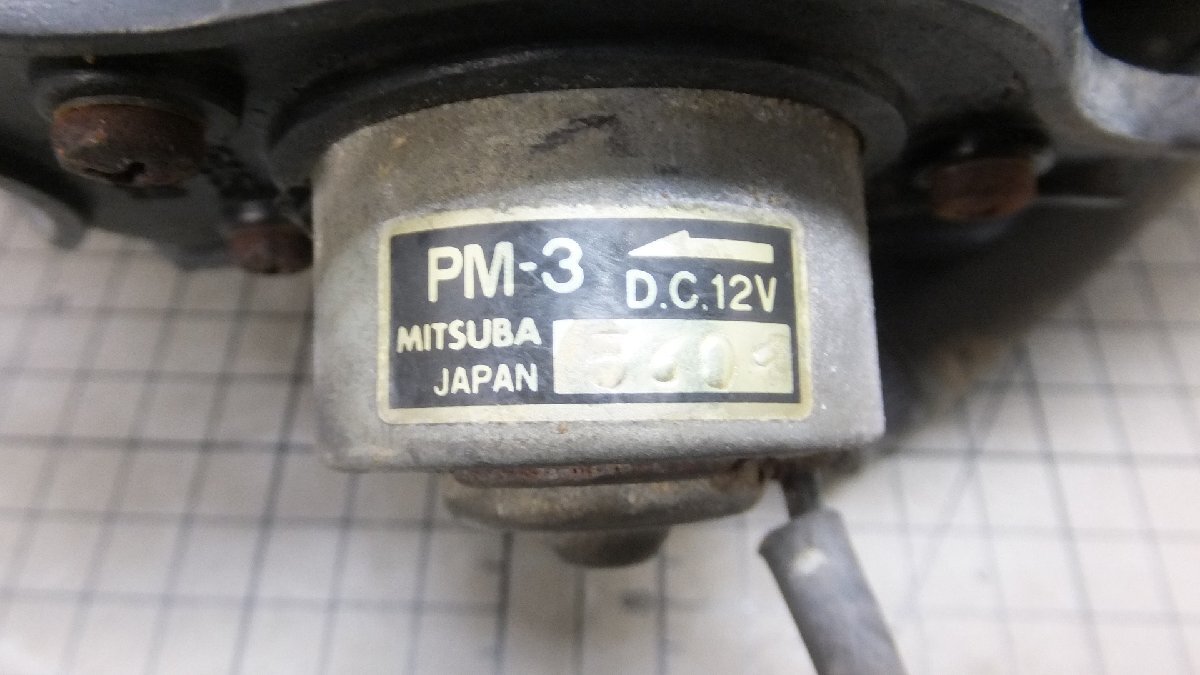 PM-3
D.C.12V
MITSUBA
JAPAN